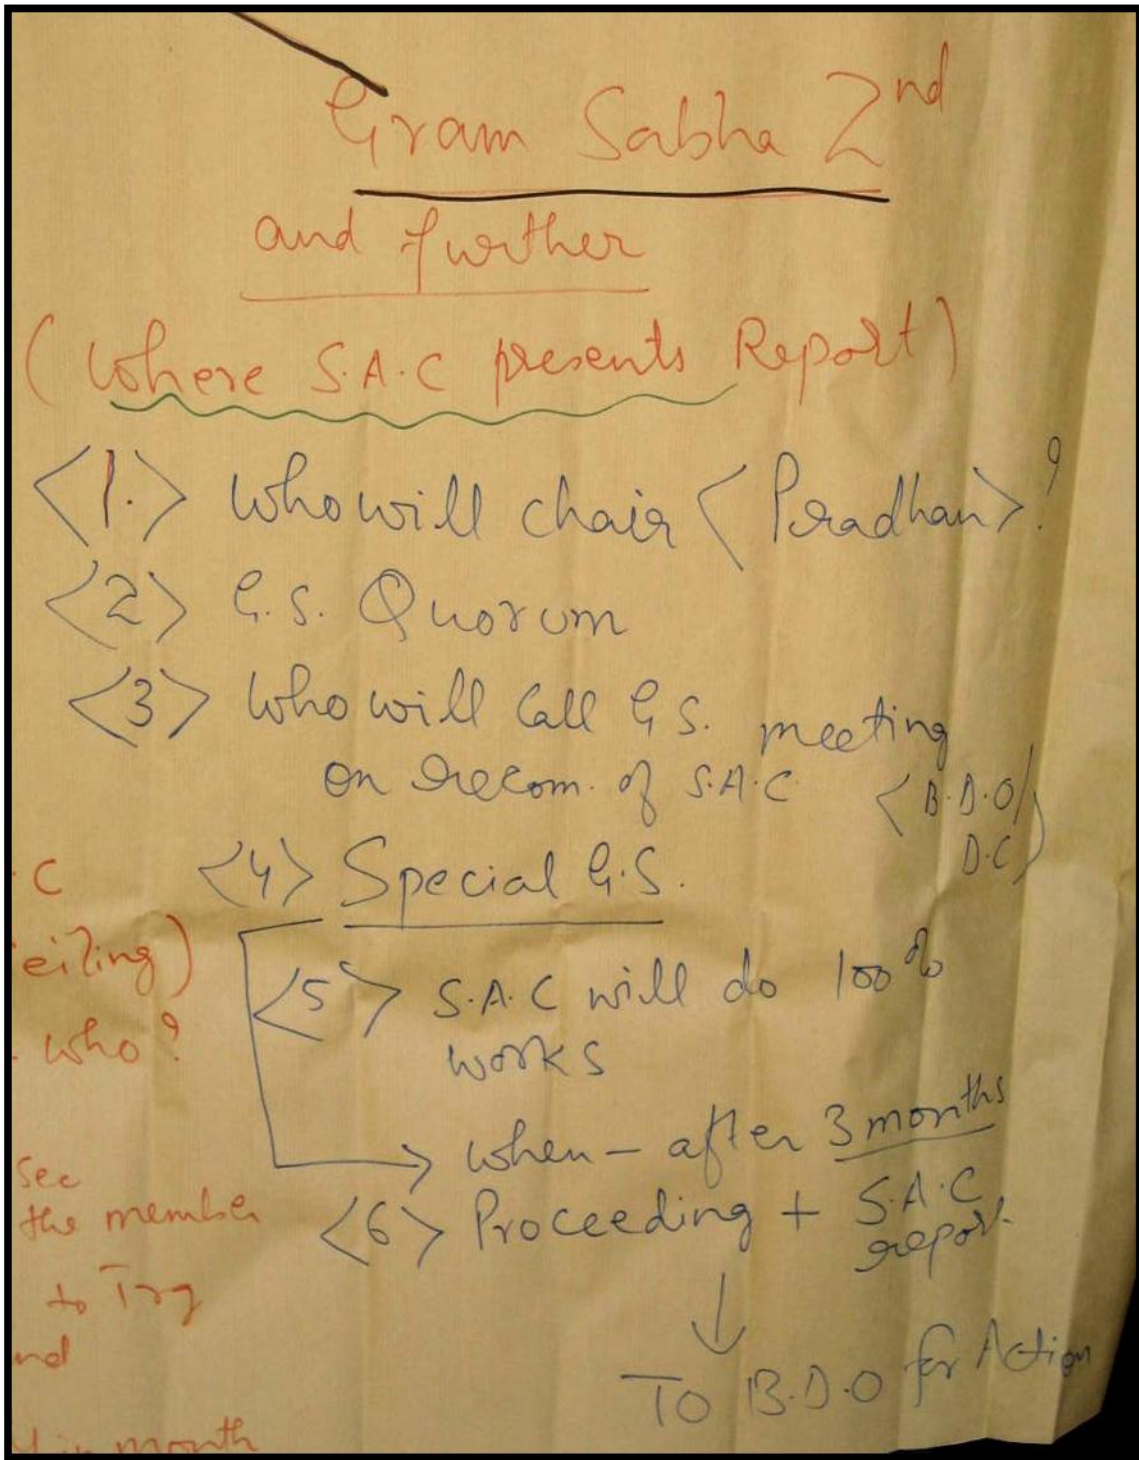 Gram Sabha 2nd
and further
(Where S.A.C presents Report)
<1.> Who will chair <Pradhan>?
<2> G.S. Quorum
<3> Who will Call G.S. meeting
on recom. of S.A.C. <B.D.O/
D.C)
<4> Special G.S.
<5> S.A.C will do 100%
works
→ when - after 3 months
<6> Proceeding + S.A.C
report.
↓
To B.D.O for Action
.C
eiling)
. who?
See
the member
to Trg
nd
in month